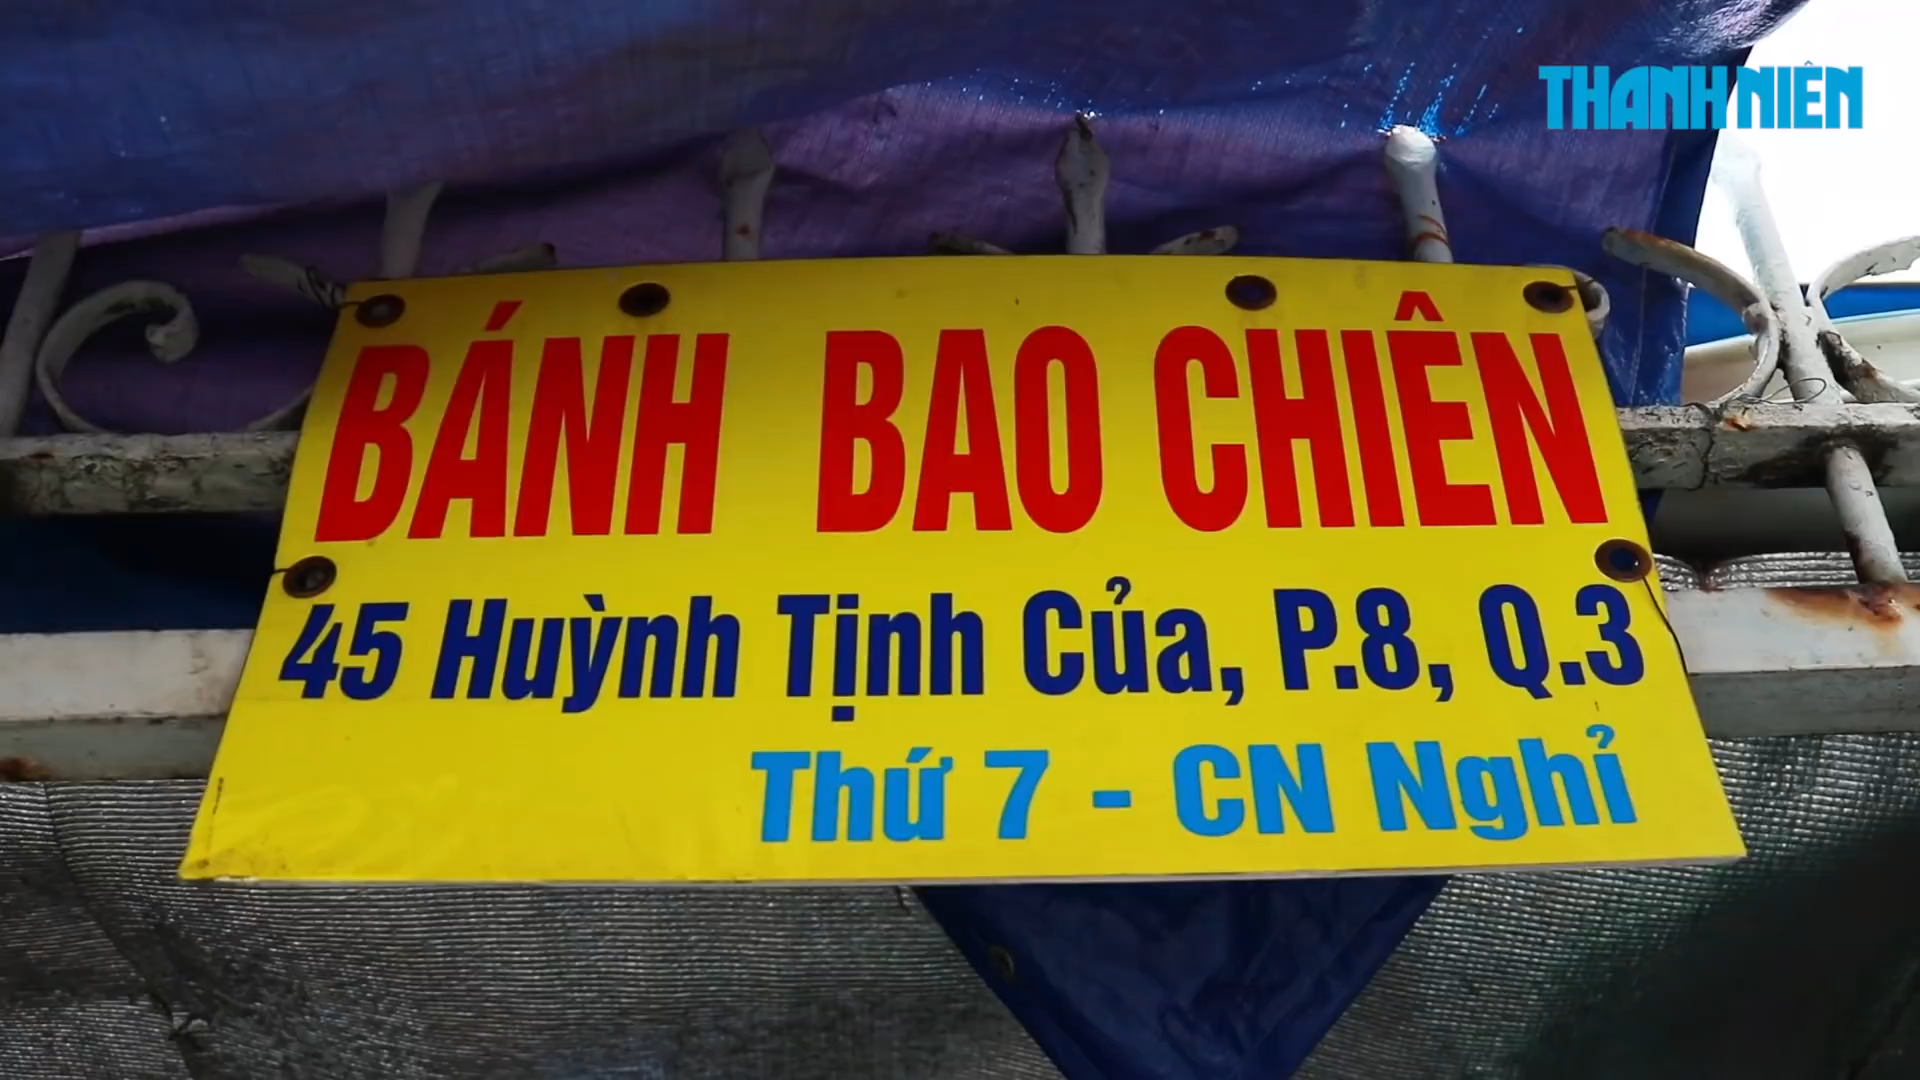 THANH NIÊN
BÁNH BAO CHIÊN
45 Huỳnh Tịnh Của, P.8, Q.3
Thứ 7 - CN Nghỉ